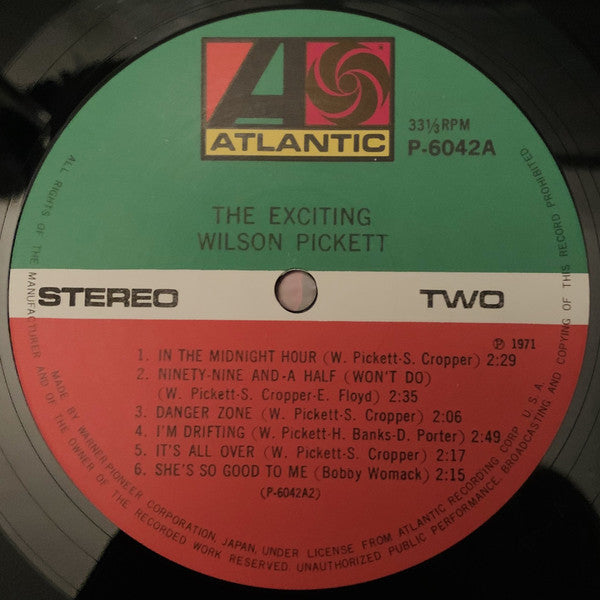 ATLANTIC
33⅓ RPM
P-6042A
THE EXCITING
WILSON PICKETT
STEREO
TWO
℗ 1971
1. IN THE MIDNIGHT HOUR (W. Pickett-S. Cropper) 2:29
2. NINETY-NINE AND-A HALF (WON'T DO)
(W. Pickett-S. Cropper-E. Floyd) 2:35
3. DANGER ZONE (W. Pickett-S. Cropper) 2:06
4. I'M DRIFTING (W. Pickett-H. Banks-D. Porter) 2:49
5. IT'S ALL OVER (W. Pickett-S. Cropper) 2:17
6. SHE'S SO GOOD TO ME (Bobby Womack) 2:15
(P-6042A2)
ALL RIGHTS OF THE MANUFACTURER AND OF THE OWNER OF THE RECORDED WORK RESERVED. UNAUTHORIZED PUBLIC PERFORMANCE, BROADCASTING AND COPYING OF THIS RECORD PROHIBITED
MADE BY WARNER-PIONEER CORPORATION, JAPAN, UNDER LICENSE FROM ATLANTIC RECORDING CORP. U.S.A.